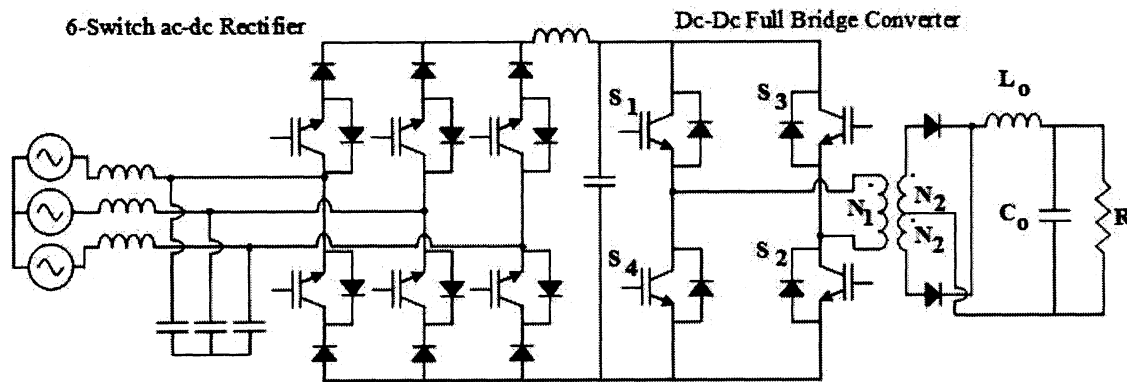 6-Switch ac-dc Rectifier
Dc-Dc Full Bridge Converter
S1
S3
Lo
N1
N2
N2
Co
R
S4
S2